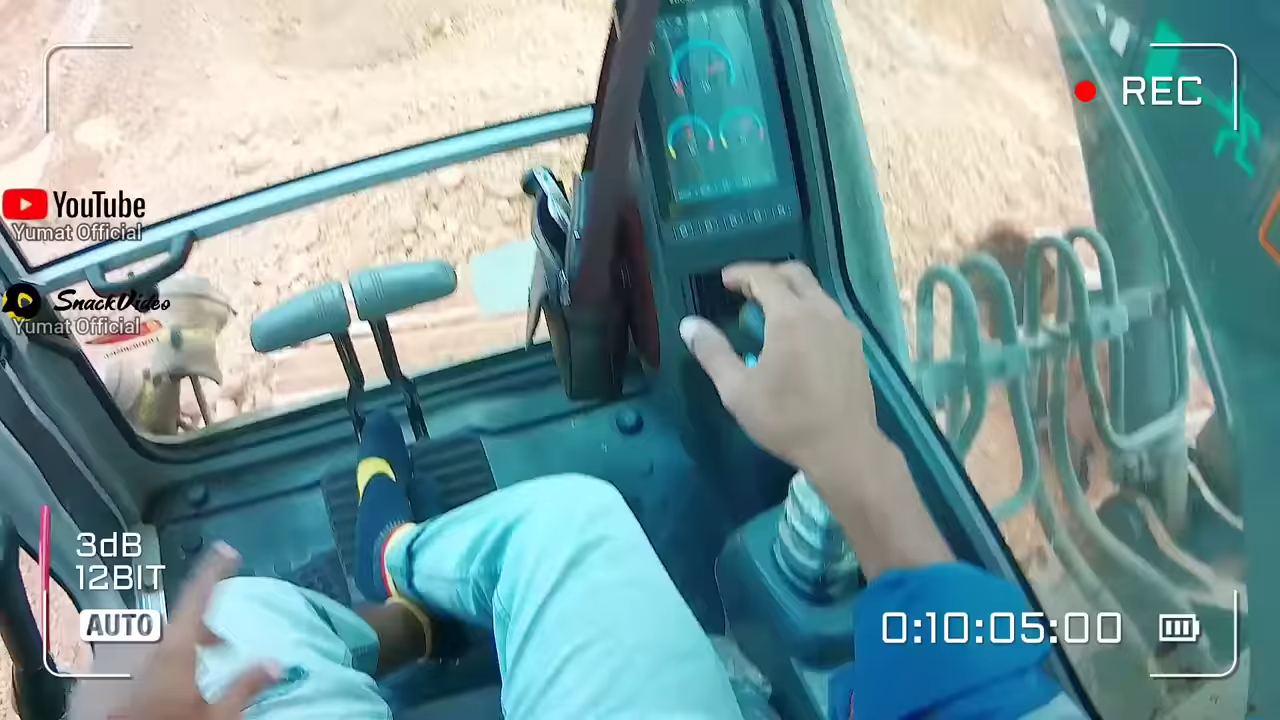 REC
YouTube
Yumat Official
SnackVideo
Yumat Official
3dB
12BIT
AUTO
0:10:05:00